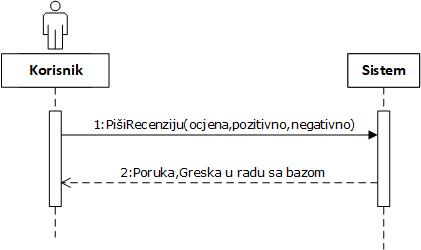 Korisnik
Sistem
1:PišiRecenziju(ocjena,pozitivno,negativno)
2:Poruka,Greska u radu sa bazom